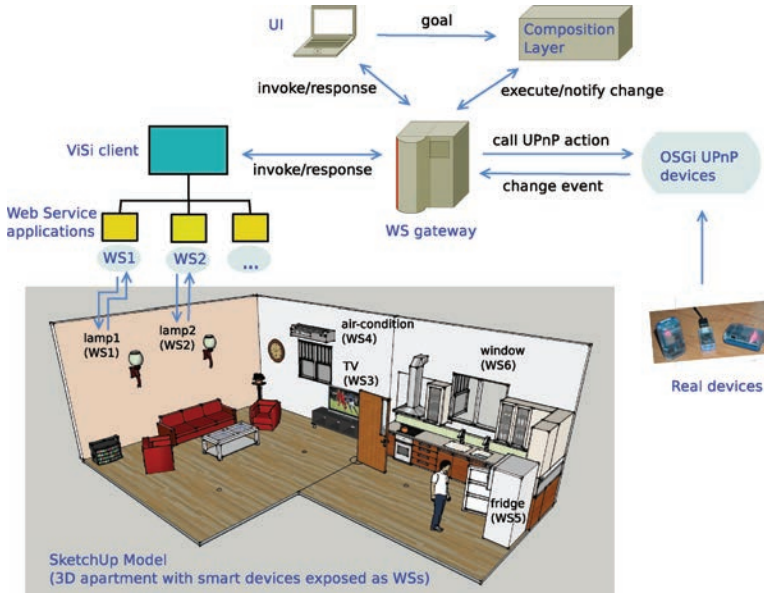 UI
goal
Composition
Layer
invoke/response
execute/notify change
ViSi client
invoke/response
call UPnP action
change event
OSGi UPnP
devices
WS gateway
Web Service
applications
WS1
WS2
...
lamp1
(WS1)
lamp2
(WS2)
air-condition
(WS4)
TV
(WS3)
window
(WS6)
fridge
(WS5)
Real devices
SketchUp Model
(3D apartment with smart devices exposed as WSs)